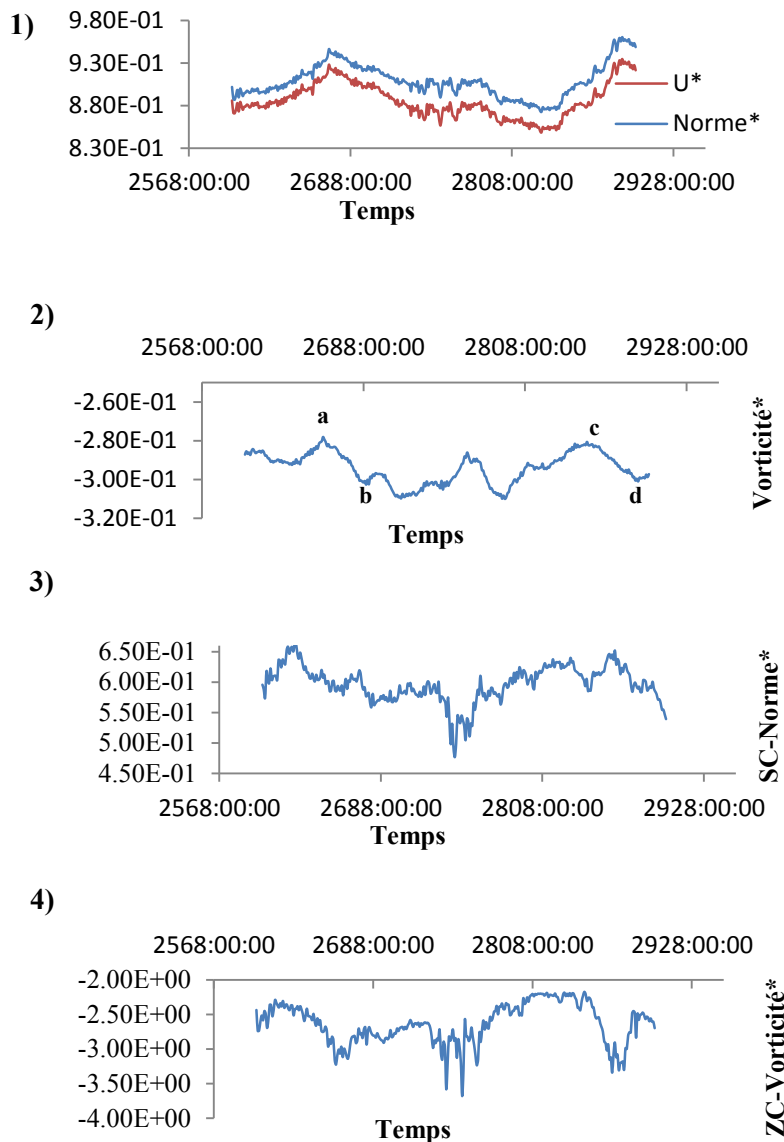 1)
9.80E-01
9.30E-01
8.80E-01
8.30E-01
U*
Norme*
2568:00:00 2688:00:00 2808:00:00 2928:00:00
Temps
2)
2568:00:00 2688:00:00 2808:00:00 2928:00:00
-2.60E-01
-2.80E-01
-3.00E-01
-3.20E-01
a
b
c
d
Vorticité*
Temps
3)
6.50E-01
6.00E-01
5.50E-01
5.00E-01
4.50E-01
SC-Norme*
2568:00:00 2688:00:00 2808:00:00 2928:00:00
Temps
4)
2568:00:00 2688:00:00 2808:00:00 2928:00:00
-2.00E+00
-2.50E+00
-3.00E+00
-3.50E+00
-4.00E+00
ZC-Vorticité*
Temps